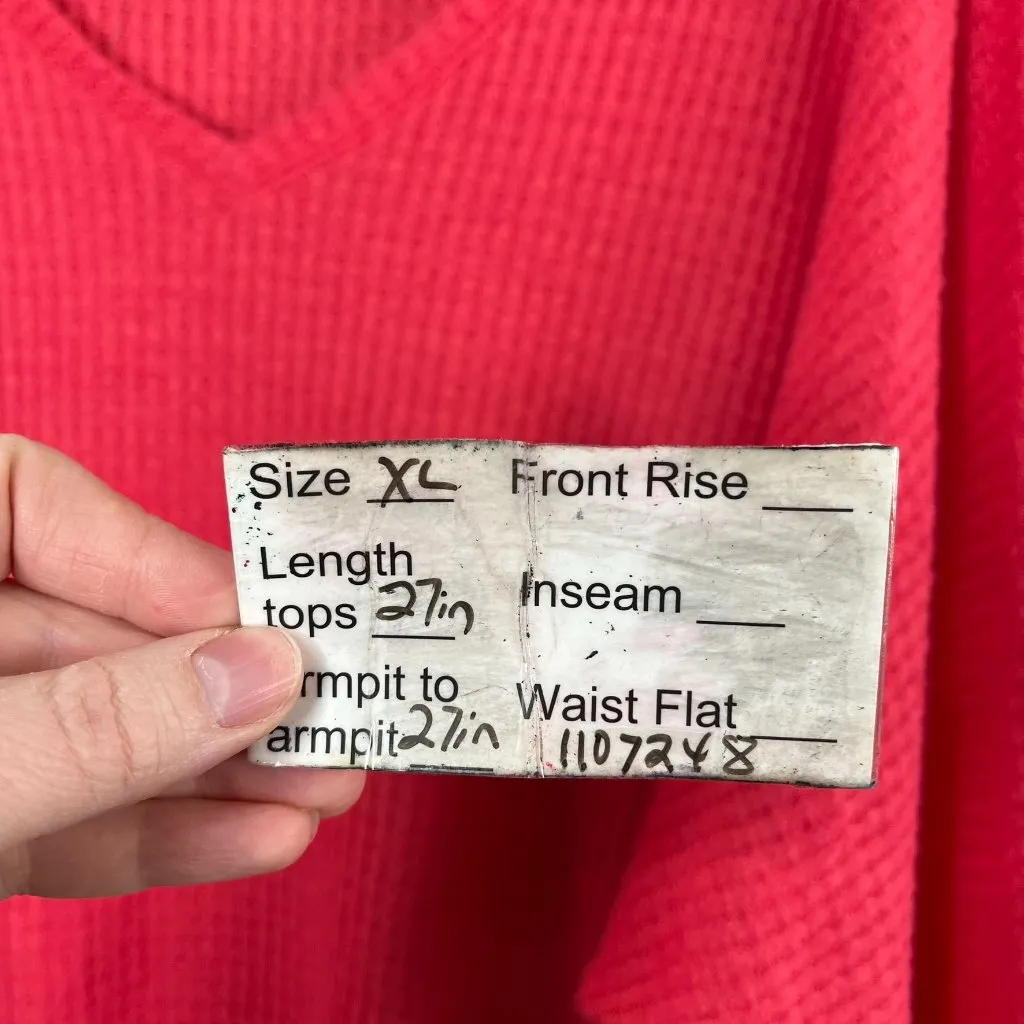 Size XL
Length
tops 27in
rmpit to
armpit 27in
Front Rise
Inseam
Waist Flat
1107248